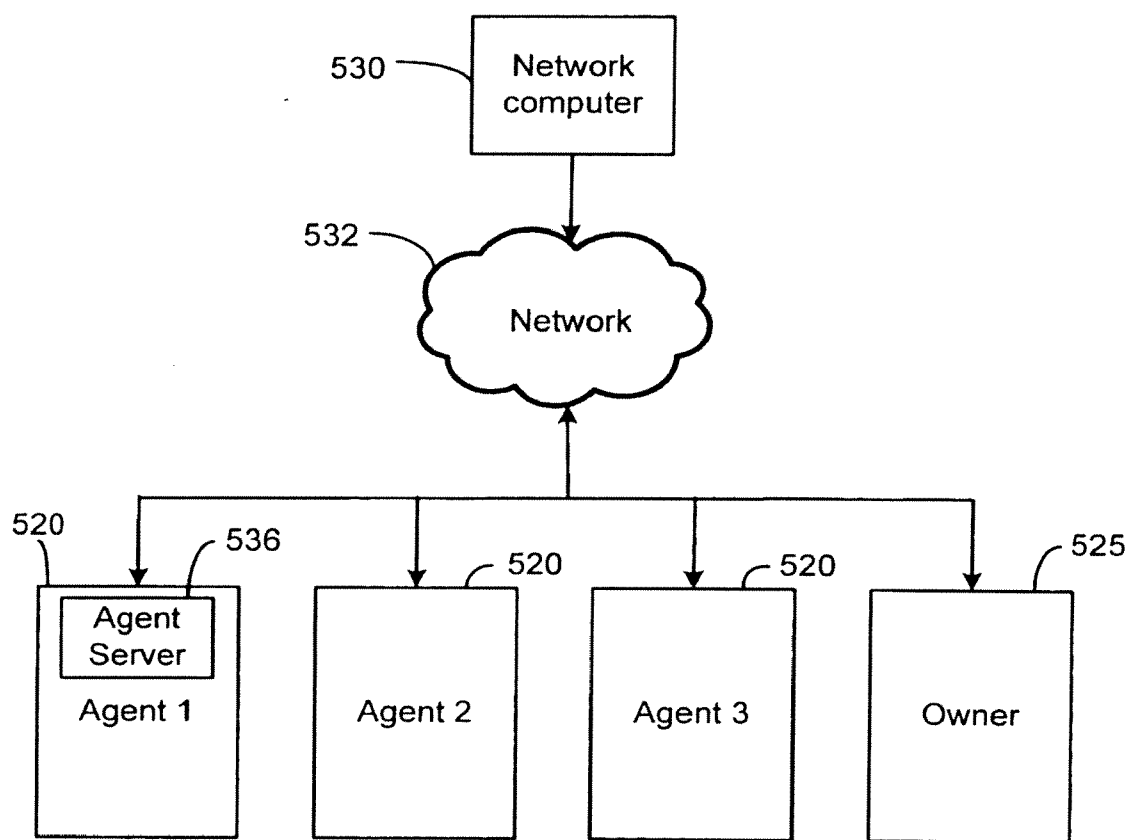 530
Network
computer
532
Network
520
536
520
520
525
Agent
Server
Agent 1
Agent 2
Agent 3
Owner